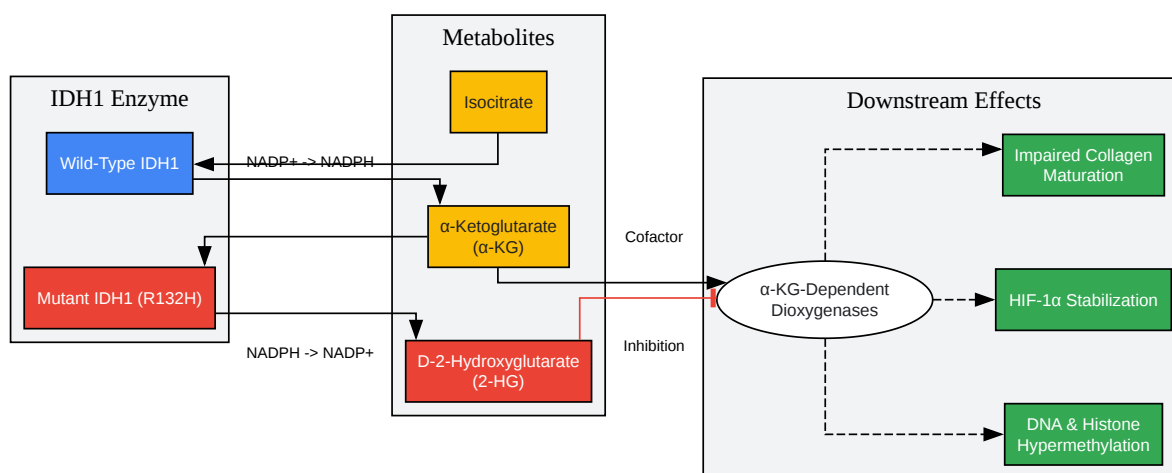 IDH1 Enzyme
Wild-Type IDH1
Mutant IDH1 (R132H)
NADP+ -> NADPH
NADPH -> NADP+
Metabolites
Isocitrate
α-Ketoglutarate
(α-KG)
D-2-Hydroxyglutarate
(2-HG)
Cofactor
Inhibition
Downstream Effects
α-KG-Dependent
Dioxygenases
Impaired Collagen
Maturation
HIF-1α Stabilization
DNA & Histone
Hypermethylation